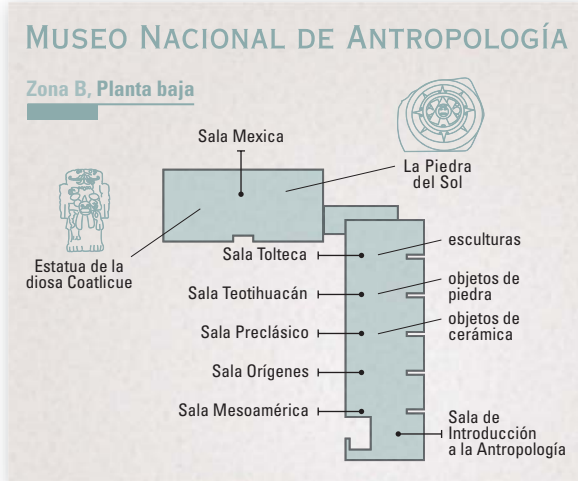 MUSEO NACIONAL DE ANTROPOLOGÍA
Zona B, Planta baja
Sala Mexica
La Piedra
del Sol
Estatua de la
diosa Coatlicue
Sala Tolteca
esculturas
Sala Teotihuacán
objetos de
piedra
Sala Preclásico
objetos de
cerámica
Sala Orígenes
Sala Mesoamérica
Sala de
Introducción
a la Antropología